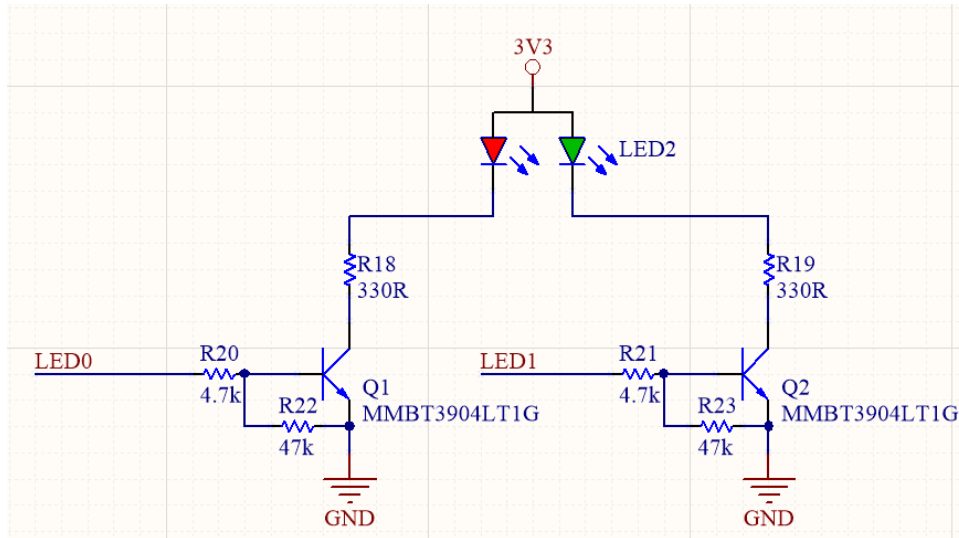 3V3
LED2
R18
330R
R19
330R
LED0
R20
4.7k
Q1
MMBT3904LT1G
R22
47k
GND
LED1
R21
4.7k
Q2
MMBT3904LT1G
R23
47k
GND